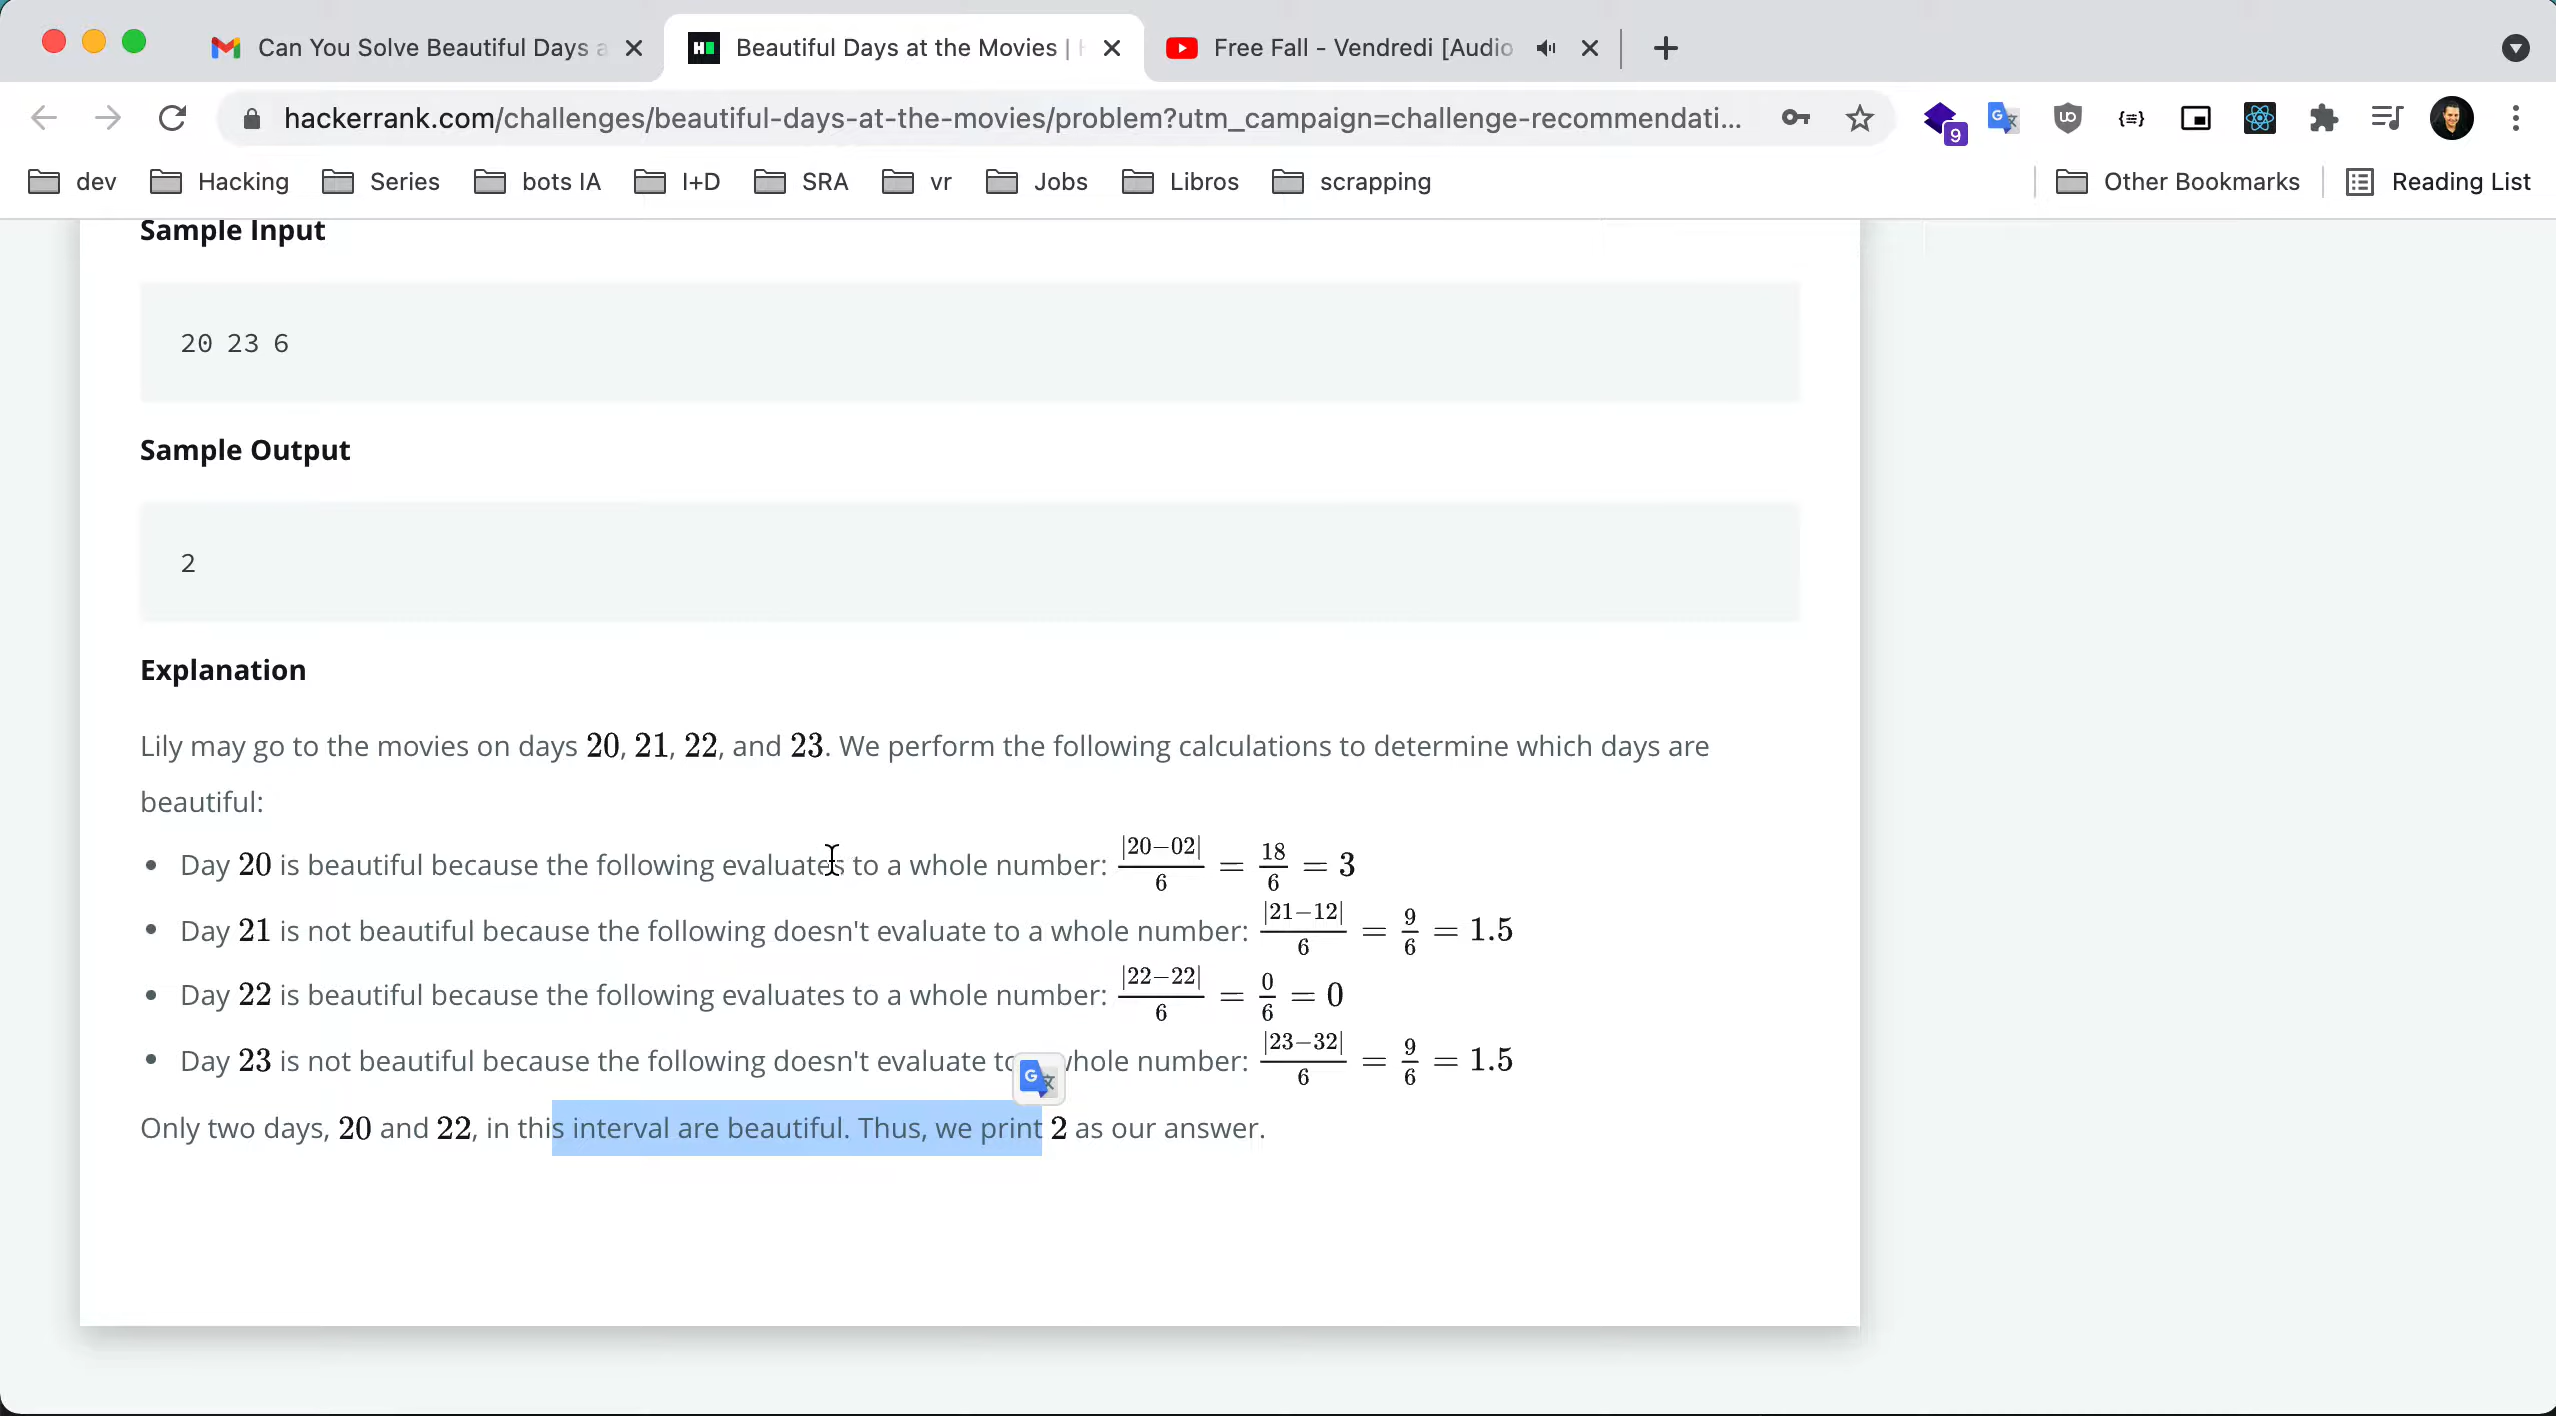 Can You Solve Beautiful Days a
Beautiful Days at the Movies |
Free Fall - Vendredi [Audio
hackerrank.com/challenges/beautiful-days-at-the-movies/problem?utm_campaign=challenge-recommendati...
9
dev Hacking Series bots IA I+D SRA vr Jobs Libros scrapping Other Bookmarks Reading List
Sample Input
20 23 6
Sample Output
2
Explanation
Lily may go to the movies on days 20, 21, 22, and 23. We perform the following calculations to determine which days are
beautiful:
• Day 20 is beautiful because the following evaluates to a whole number: |20−02|/6 = 18/6 = 3
• Day 21 is not beautiful because the following doesn't evaluate to a whole number: |21−12|/6 = 9/6 = 1.5
• Day 22 is beautiful because the following evaluates to a whole number: |22−22|/6 = 0/6 = 0
• Day 23 is not beautiful because the following doesn't evaluate whole number: |23−32|/6 = 9/6 = 1.5
Only two days, 20 and 22, in this interval are beautiful. Thus, we print 2 as our answer.